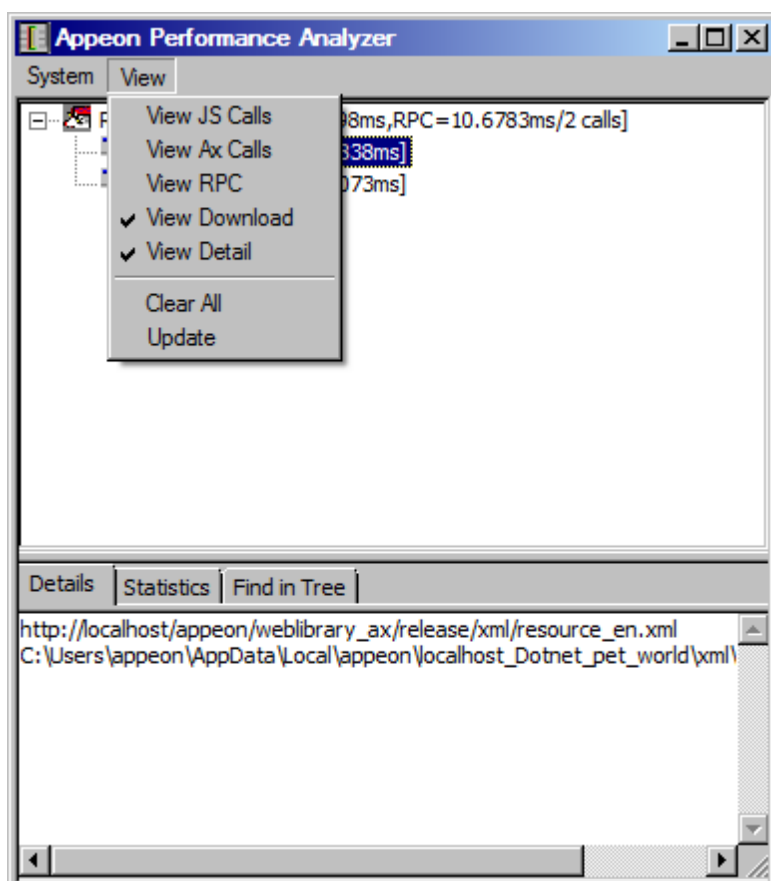 Appeon Performance Analyzer
System View
98ms,RPC=10.6783ms/2 calls]
338ms]
073ms]
View JS Calls
View Ax Calls
View RPC
View Download
View Detail
Clear All
Update
Details Statistics Find in Tree
http://localhost/appeon/weblibrary_ax/release/xml/resource_en.xml
C:\Users\appeon\AppData\Local\appeon\localhost_Dotnet_pet_world\xml\